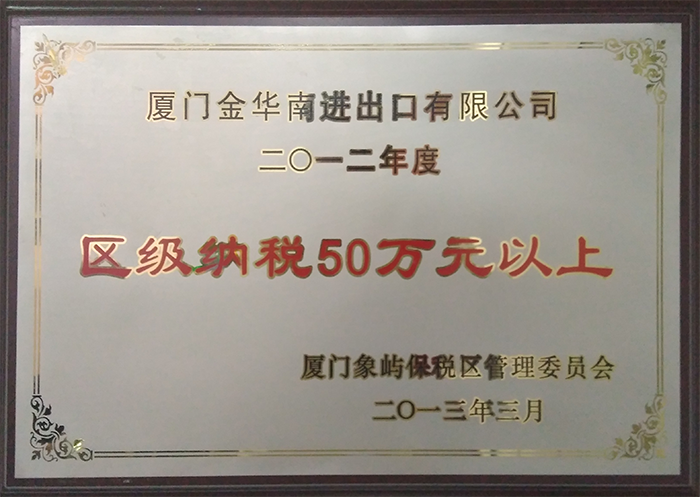 厦门金华南进出口有限公司
二〇一二年度
区级纳税50万元以上
厦门象屿保税区管理委员会
二〇一三年三月